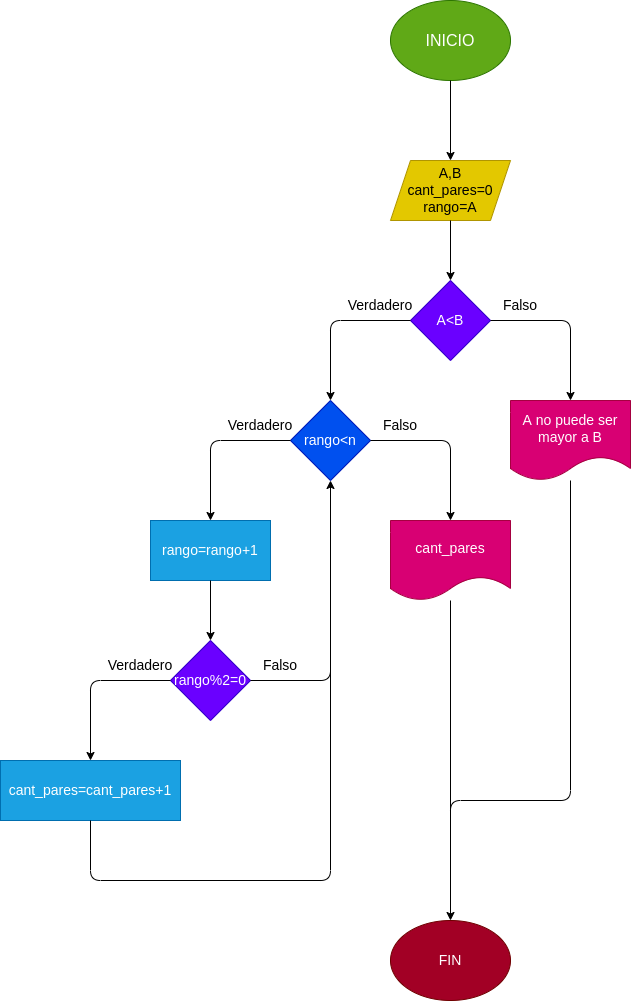 INICIO
A,B
cant_pares=0
rango=A
Verdadero
Falso
A<B
A no puede ser
mayor a B
Verdadero
Falso
rango<n
rango=rango+1
cant_pares
Verdadero
Falso
rango%2=0
cant_pares=cant_pares+1
FIN